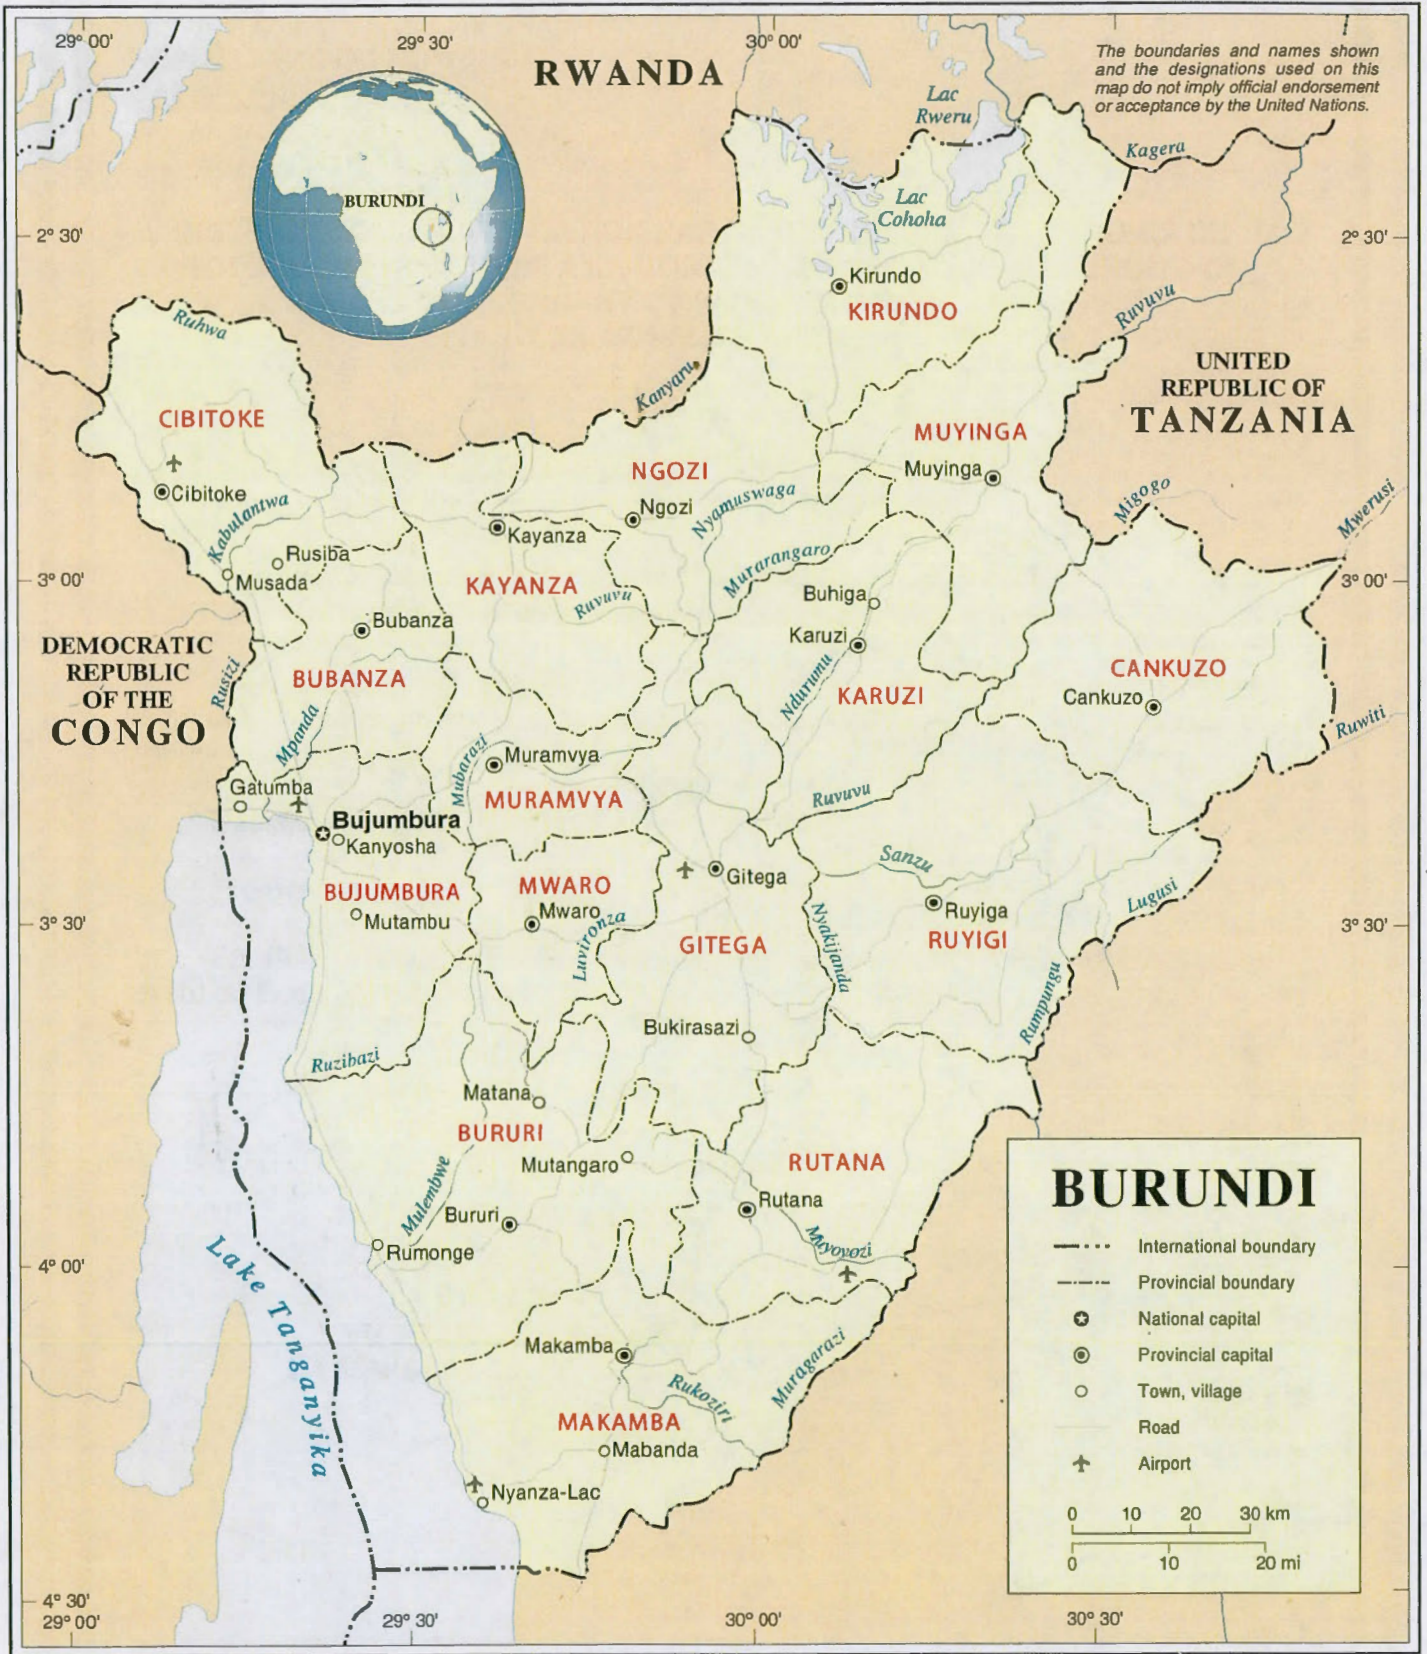 29° 00'
29° 30'
30° 00'
RWANDA
The boundaries and names shown
and the designations used on this
map do not imply official endorsement
or acceptance by the United Nations.
Lac
Rweru
Kagera
BURUNDI
Lac
Cohoha
2° 30'
2° 30'
Kirundo
KIRUNDO
Ruvuvu
Ruhwa
UNITED
REPUBLIC OF
TANZANIA
Kanyaru
CIBITOKE
MUYINGA
NGOZI
Muyinga
Cibitoke
Kabulantwa
Ngozi
Nyamuswaga
Migogo
Mwerusi
Kayanza
Rusiba
Musada
Murarangaro
3° 00'
3° 00'
KAYANZA
Ruvuvu
Buhiga
Bubanza
Karuzi
DEMOCRATIC
REPUBLIC
OF THE
CONGO
Rusizi
BUBANZA
Ndurumu
KARUZI
CANKUZO
Cankuzo
Ruwiti
Mpanda
Mubarazi
Muramvya
MURAMVYA
Ruvuvu
Gatumba
Bujumbura
Kanyosha
Sanzu
Gitega
BUJUMBURA
MWARO
Mutambu
Mwaro
Luvironza
Nyakijanda
Ruyiga
RUYIGI
Lugusi
3° 30'
3° 30'
GITEGA
Rumpungu
Bukirasazi
Ruzibazi
Matana
BURURI
Mutangaro
RUTANA
Mulembwe
Bururi
Rutana
Muyovozi
Rumonge
4° 00'
Lake Tanganyika
Makamba
Muragarazi
Rukoziri
MAKAMBA
Mabanda
Nyanza-Lac
BURUNDI
International boundary
Provincial boundary
National capital
Provincial capital
Town, village
Road
Airport
0 10 20 30 km
0 10 20 mi
4° 30'
29° 00'
29° 30'
30° 00'
30° 30'